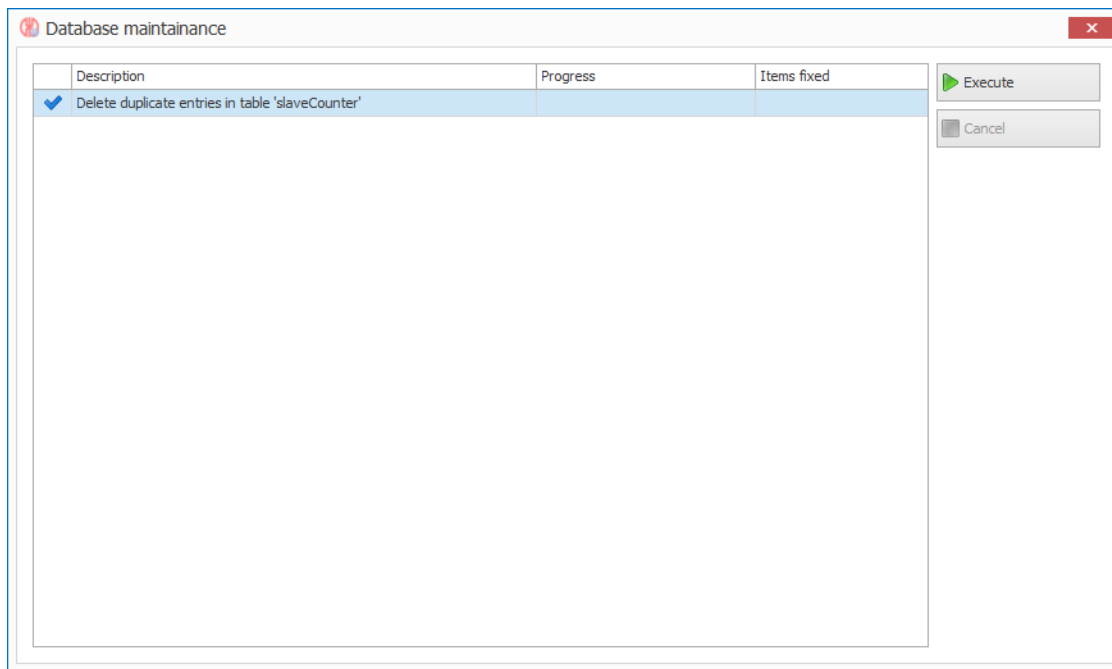 Database maintainance
Description Progress Items fixed
Delete duplicate entries in table 'slaveCounter'
Execute
Cancel